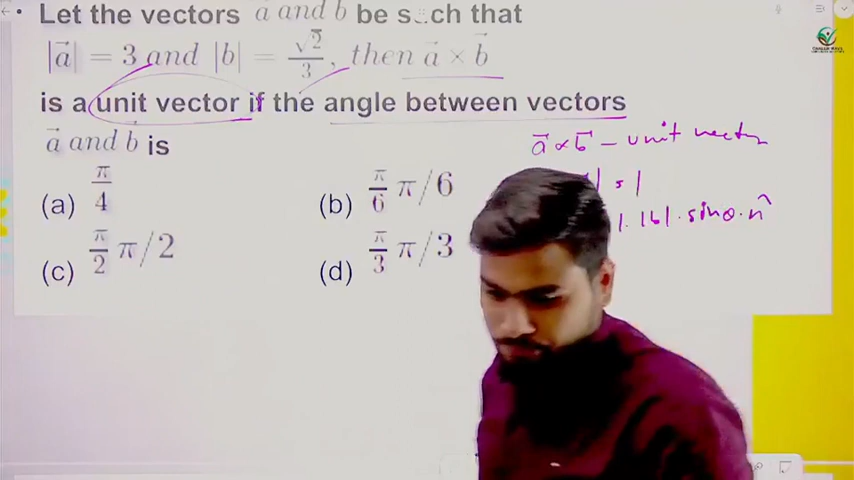 Let the vectors a⃗ and b be such that
|a⃗| = 3 and |b| = √2/3, then a⃗ × b⃗
is a unit vector if the angle between vectors
a⃗ and b is
(a) π/4
(b) π/6 π/6
(c) π/2 π/2
(d) π/3 π/3
a⃗ × b⃗ – unit vector
|. |b|. sinθ. n̂